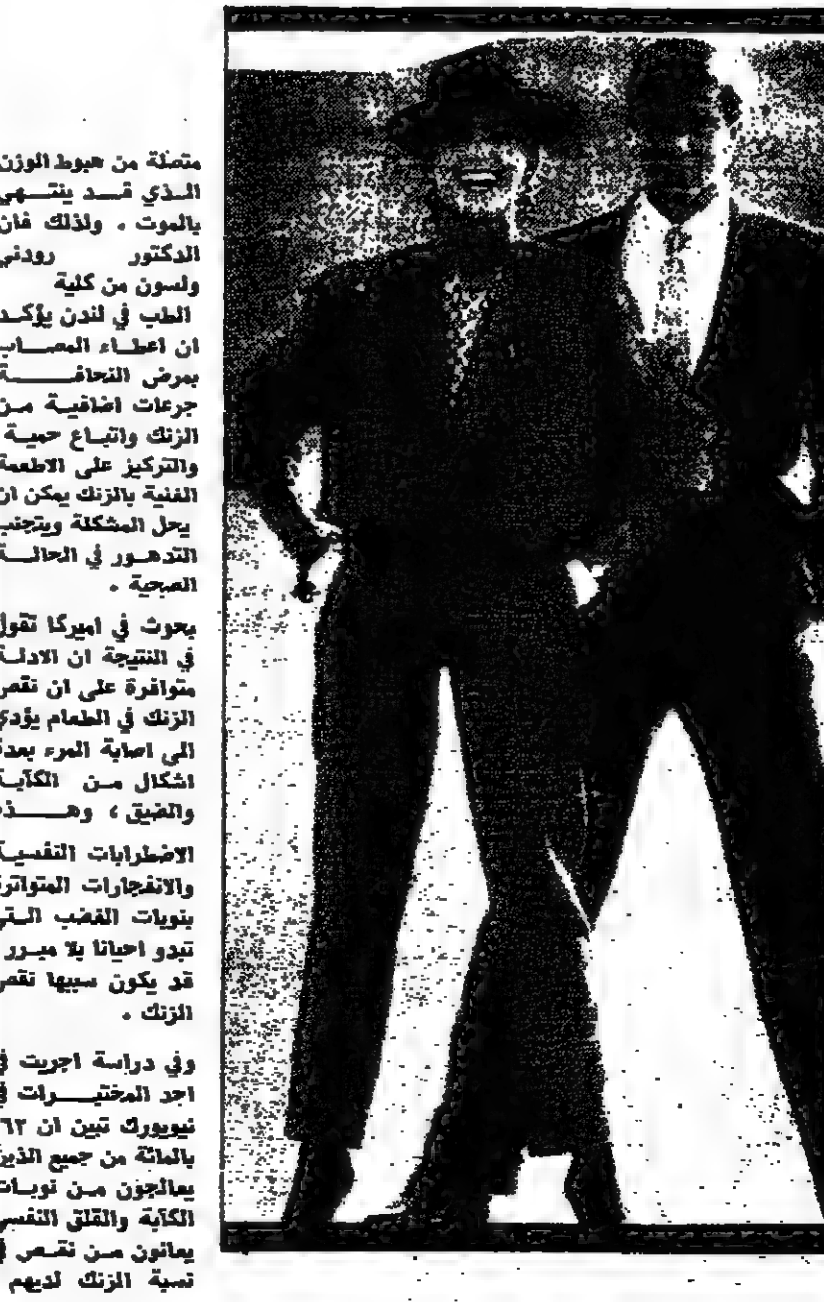 متصلة من هبوط الوزن
الذي قد ينتهي
بالموت . ولذلك فان
الدكتور رودني
ولسون من كلية
الطب في لندن يؤكد
ان اعطاء المصاب
بمرض النحافة
جرعات اضافية من
الزنك واتباع حمية
والتركيز على الاطعمة
الغنية بالزنك يمكن ان
يحل المشكلة ويتجنب
التدهور في الحالة
الصحية .
بحوث في اميركا تقول
في النتيجة ان الادلة
متوافرة على ان نقص
الزنك في الطعام يؤدي
الى اصابة المرء بعدة
اشكال من الكآبة
والضيق ، وهذه
الاضطرابات النفسية
والانفجارات المتواترة
بنوبات الغضب التي
تبدو احيانا بلا مبرر
قد يكون سببها نقص
الزنك .
وفي دراسة اجريت في
احد المختبرات في
نيويورك تبين ان ٦٢
بالمائة من جميع الذين
يعالجون من نوبات
الكآبة والقلق النفسي
يعانون من نقص في
نسبة الزنك لديهم